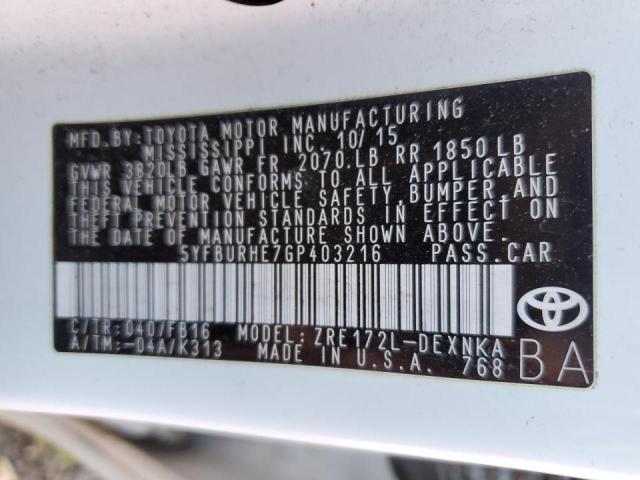 MFD.BY:TOYOTA MOTOR MANUFACTURING
MISSISSIPPI INC. 10/15
GVWR 3820LB GAWR FR 2070.LB RR 1850LB
THIS VEHICLE CONFORMS TO ALL APPLICABLE
FEDERAL MOTOR VEHICLE SAFETY,BUMPER AND
THEFT PREVENTION STANDARDS IN EFFECT ON
THE DATE OF MANUFACTURE SHOWN ABOVE.
5YFBURHE7GP403216 PASS.CAR
C/TR:040/FB16 MODEL:ZRE172L-DEXNKA
A/TM:-04A/K313 MADE IN U.S.A. 768
BA